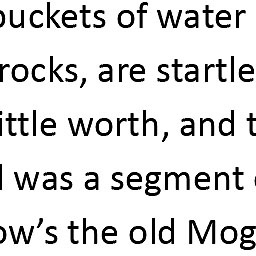 buckets of water
rocks, are startle
ittle worth, and t
was a segment
ow’s the old Mog